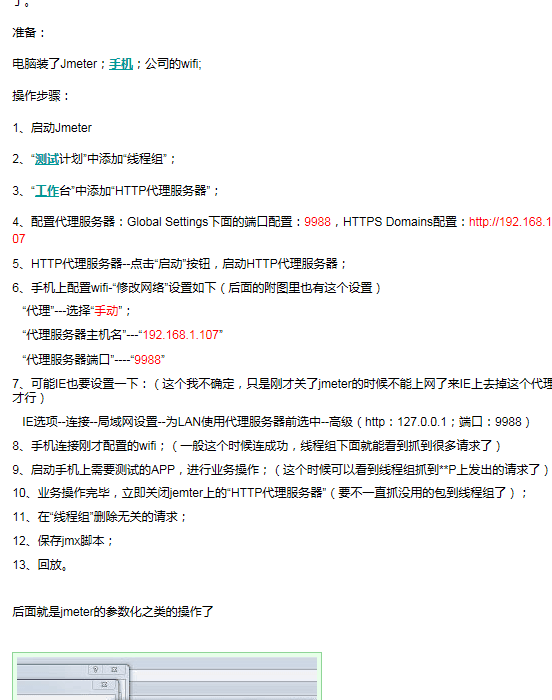 了。
准备：
电脑装了Jmeter；手机；公司的wifi;
操作步骤：
1、启动Jmeter
2、“测试计划”中添加“线程组”；
3、“工作台”中添加“HTTP代理服务器”；
4、配置代理服务器：Global Settings下面的端口配置：9988，HTTPS Domains配置：http://192.168.1
07
5、HTTP代理服务器--点击“启动”按钮，启动HTTP代理服务器；
6、手机上配置wifi-“修改网络”设置如下（后面的附图里也有这个设置）
“代理”---选择“手动”；
“代理服务器主机名”---“192.168.1.107”
“代理服务器端口”----“9988”
7、可能IE也要设置一下：（这个我不确定，只是刚才关了jmeter的时候不能上网了来IE上去掉这个代理
才行）
IE选项--连接--局域网设置--为LAN使用代理服务器前选中--高级（http：127.0.0.1；端口：9988）
8、手机连接刚才配置的wifi；（一般这个时候连成功，线程组下面就能看到抓到很多请求了）
9、启动手机上需要测试的APP，进行业务操作；（这个时候可以看到线程组抓到**P上发出的请求了）
10、业务操作完毕，立即关闭jemter上的“HTTP代理服务器”（要不一直抓没用的包到线程组了）;
11、在“线程组”删除无关的请求；
12、保存jmx脚本；
13、回放。
后面就是jmeter的参数化之类的操作了